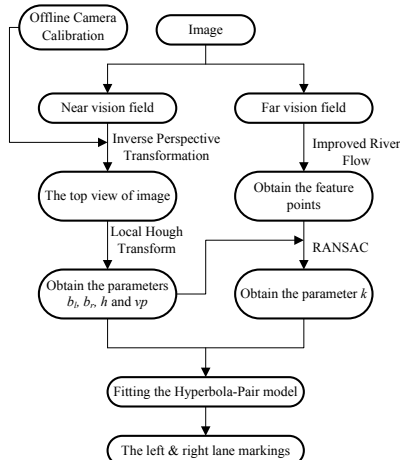 Offline Camera
Calibration
Image
Near vision field
Far vision field
Inverse Perspective
Transformation
Improved River
Flow
The top view of image
Obtain the feature
points
Local Hough
Transform
RANSAC
Obtain the parameters
b_l, b_r, h and vp
Obtain the parameter k
Fitting the Hyperbola-Pair model
The left & right lane markings